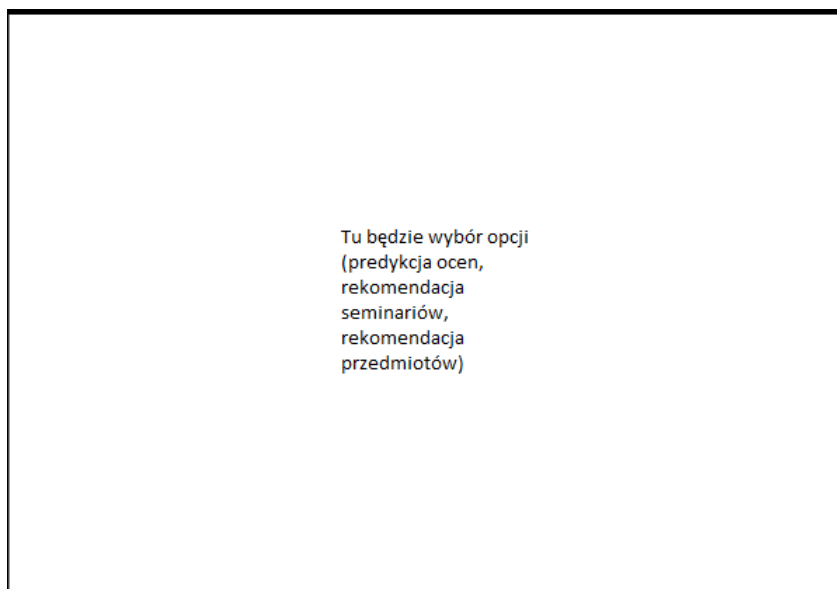 Tu będzie wybór opcji
(predykcja ocen,
rekomendacja
seminariów,
rekomendacja
przedmiotów)